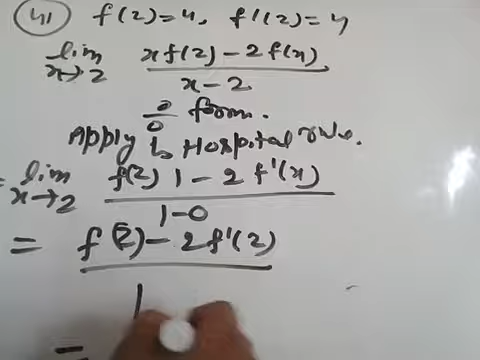 41 f(2)=4, f'(2)=4
lim x→2 xf(2)-2f(x) / x-2
0/0 form.
Apply L Hospital rule.
= lim x→2 f(2) 1-2f'(x) / 1-0
= f(2)-2f'(2) / 1
=